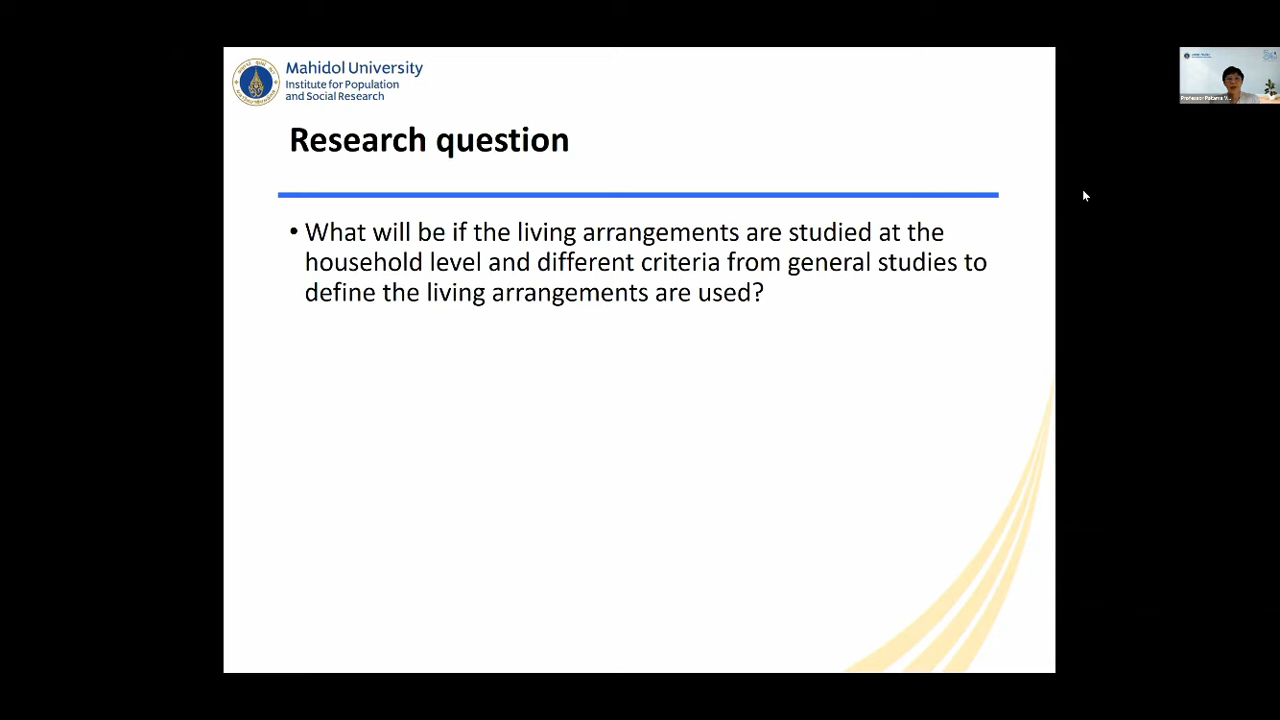 Mahidol University
Institute for Population
and Social Research
Research question
• What will be if the living arrangements are studied at the
household level and different criteria from general studies to
define the living arrangements are used?